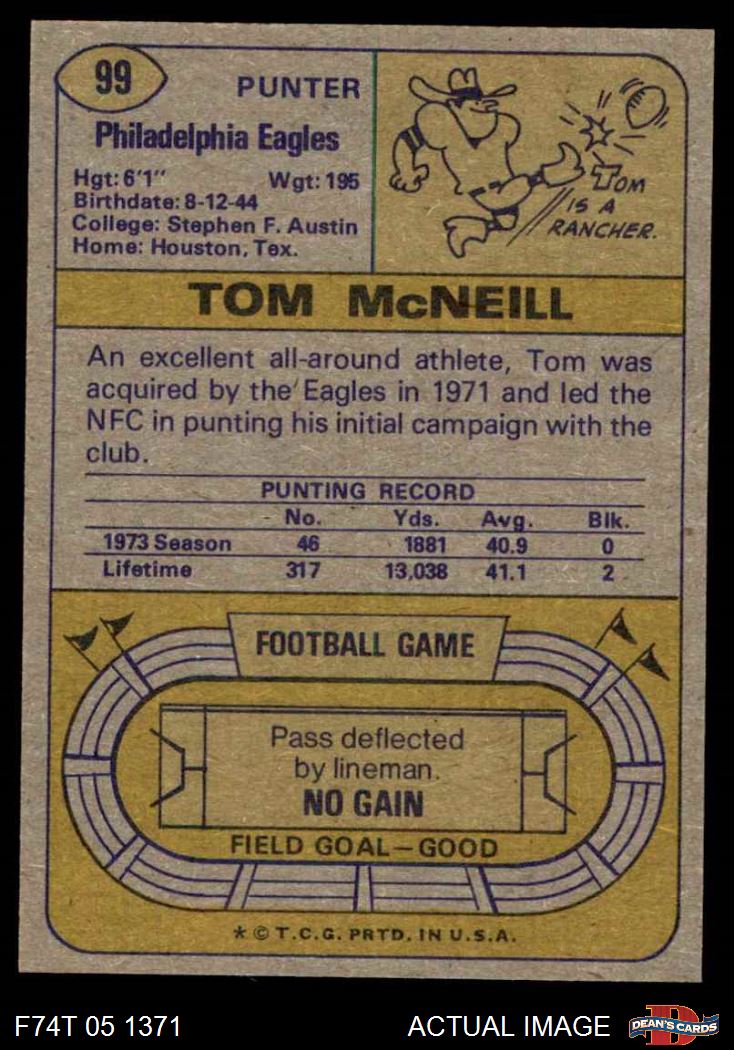 99
PUNTER
Philadelphia Eagles
Hgt: 6'1" Wgt: 195
Birthdate: 8-12-44
College: Stephen F. Austin
Home: Houston, Tex.
TOM
IS A
RANCHER.
TOM McNEILL
An excellent all-around athlete, Tom was
acquired by the Eagles in 1971 and led the
NFC in punting his initial campaign with the
club.
PUNTING RECORD
No. Yds. Avg. Blk.
1973 Season 46 1881 40.9 0
Lifetime 317 13,038 41.1 2
FOOTBALL GAME
Pass deflected
by lineman.
NO GAIN
FIELD GOAL—GOOD
* © T.C.G. PRTD. IN U.S.A.
F74T 05 1371 ACTUAL IMAGE
D
DEAN'S CARDS